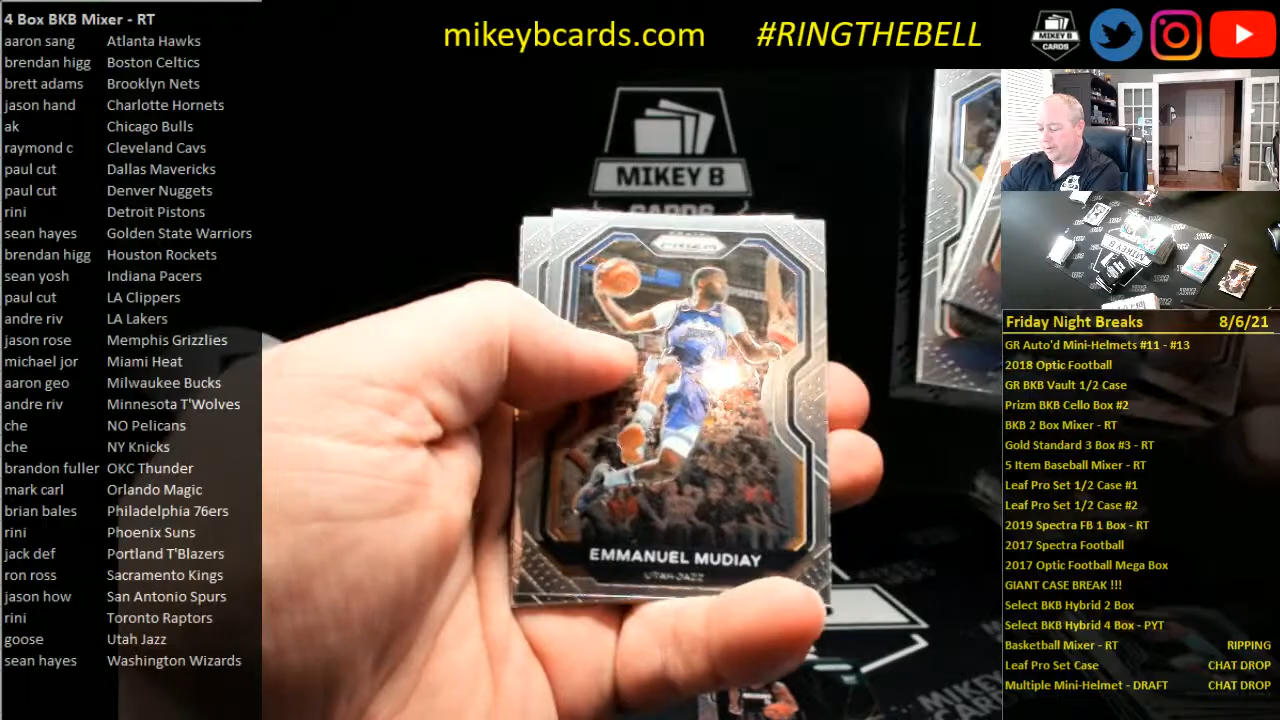 4 Box BKB Mixer - RT
aaron sang Atlanta Hawks
brendan higg Boston Celtics
brett adams Brooklyn Nets
jason hand Charlotte Hornets
ak Chicago Bulls
raymond c Cleveland Cavs
paul cut Dallas Mavericks
paul cut Denver Nuggets
rini Detroit Pistons
sean hayes Golden State Warriors
brendan higg Houston Rockets
sean yosh Indiana Pacers
paul cut LA Clippers
andre riv LA Lakers
jason rose Memphis Grizzlies
michael jor Miami Heat
aaron geo Milwaukee Bucks
andre riv Minnesota T'Wolves
che NO Pelicans
che NY Knicks
brandon fuller OKC Thunder
mark carl Orlando Magic
brian bales Philadelphia 76ers
rini Phoenix Suns
jack def Portland T'Blazers
ron ross Sacramento Kings
jason how San Antonio Spurs
rini Toronto Raptors
goose Utah Jazz
sean hayes Washington Wizards
mikeybcards.com #RINGTHEBELL
MIKEY B
CARDS
MIKEY B
CARDS
PRIZM
EMMANUEL MUDIAY
UTAH JAZZ
MIKEY B
Friday Night Breaks 8/6/21
GR Auto'd Mini-Helmets #11 - #13
2018 Optic Football
GR BKB Vault 1/2 Case
Prizm BKB Cello Box #2
BKB 2 Box Mixer - RT
Gold Standard 3 Box #3 - RT
5 Item Baseball Mixer - RT
Leaf Pro Set 1/2 Case #1
Leaf Pro Set 1/2 Case #2
2019 Spectra FB 1 Box - RT
2017 Spectra Football
2017 Optic Football Mega Box
GIANT CASE BREAK !!!
Select BKB Hybrid 2 Box
Select BKB Hybrid 4 Box - PYT
Basketball Mixer - RT RIPPING
Leaf Pro Set Case CHAT DROP
Multiple Mini-Helmet - DRAFT CHAT DROP